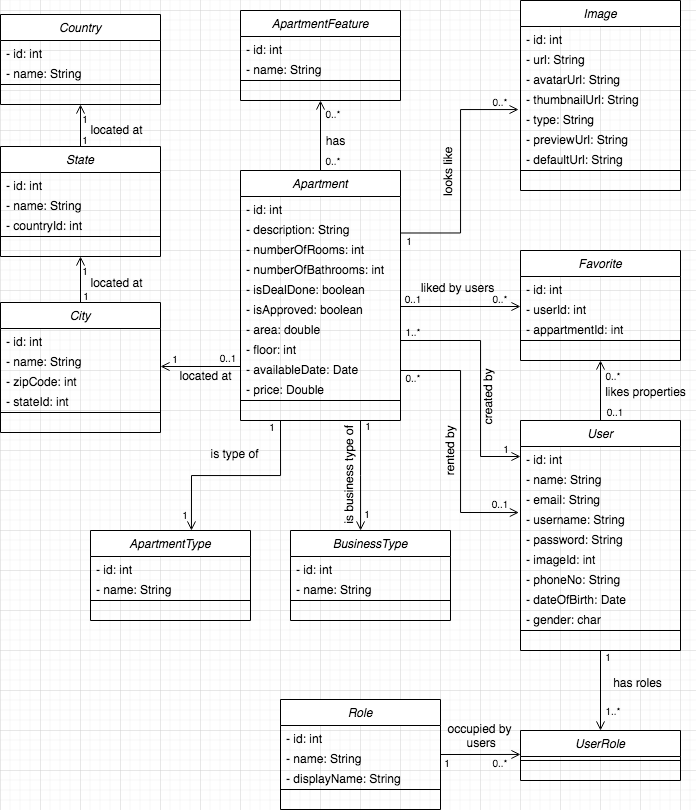 Country
- id: int
- name: String
1
located at
1
State
- id: int
- name: String
- countryId: int
1
located at
1
City
- id: int
- name: String
- zipCode: int
- stateId: int
ApartmentFeature
- id: int
- name: String
0..*
has
0..*
Apartment
- id: int
- description: String
- numberOfRooms: int
- numberOfBathrooms: int
- isDealDone: boolean
- isApproved: boolean
- area: double
- floor: int
- availableDate: Date
- price: Double
1
0..1
located at
Image
- id: int
- url: String
- avatarUrl: String
- thumbnailUrl: String
- type: String
- previewUrl: String
- defaultUrl: String
0..*
looks like
1
Favorite
- id: int
- userId: int
- appartmentId: int
liked by users
0..1
0..*
1..*
created by
1
0..*
rented by
0..1
0..*
likes properties
0..1
User
- id: int
- name: String
- email: String
- username: String
- password: String
- imageId: int
- phoneNo: String
- dateOfBirth: Date
- gender: char
1
is type of
1
ApartmentType
- id: int
- name: String
1
is business type of
1
BusinessType
- id: int
- name: String
1
has roles
1..*
UserRole
Role
- id: int
- name: String
- displayName: String
occupied by
users
1
0..*